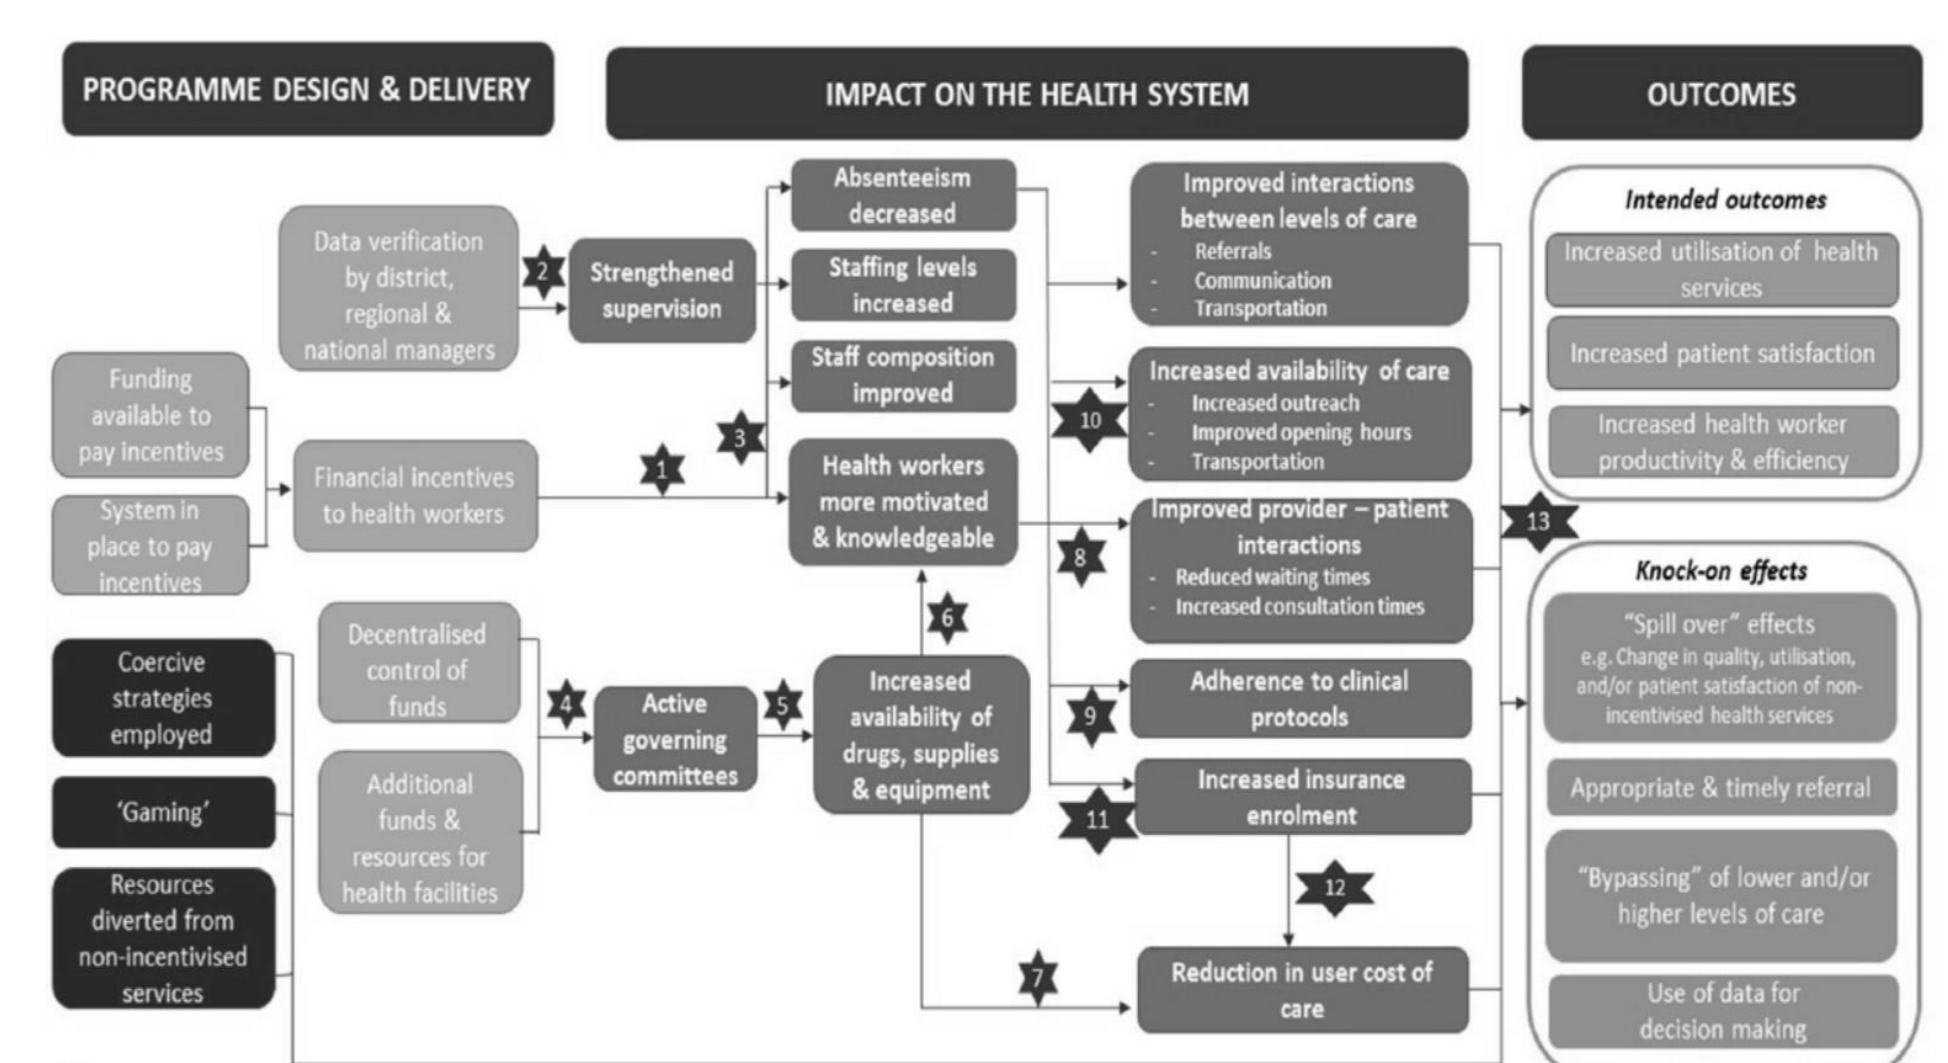 PROGRAMME DESIGN & DELIVERY
IMPACT ON THE HEALTH SYSTEM
OUTCOMES
Data verification
by district,
regional &
national managers
Funding
available to
pay incentives
System in
place to pay
incentives
Financial incentives
to health workers
Coercive
strategies
employed
‘Gaming’
Resources
diverted from
non-incentivised
services
Decentralised
control of
funds
Additional
funds &
resources for
health facilities
2
Strengthened
supervision
1
3
4
Active
governing
committees
5
Absenteeism
decreased
Staffing levels
increased
Staff composition
improved
Health workers
more motivated
& knowledgeable
6
Increased
availability of
drugs, supplies
& equipment
7
8
9
10
11
12
Improved interactions
between levels of care
- Referrals
- Communication
- Transportation
Increased availability of care
- Increased outreach
- Improved opening hours
- Transportation
Improved provider – patient
interactions
- Reduced waiting times
- Increased consultation times
Adherence to clinical
protocols
Increased insurance
enrolment
Reduction in user cost of
care
13
Intended outcomes
Increased utilisation of health
services
Increased patient satisfaction
Increased health worker
productivity & efficiency
Knock-on effects
“Spill over” effects
e.g. Change in quality, utilisation,
and/or patient satisfaction of non-
incentivised health services
Appropriate & timely referral
“Bypassing” of lower and/or
higher levels of care
Use of data for
decision making